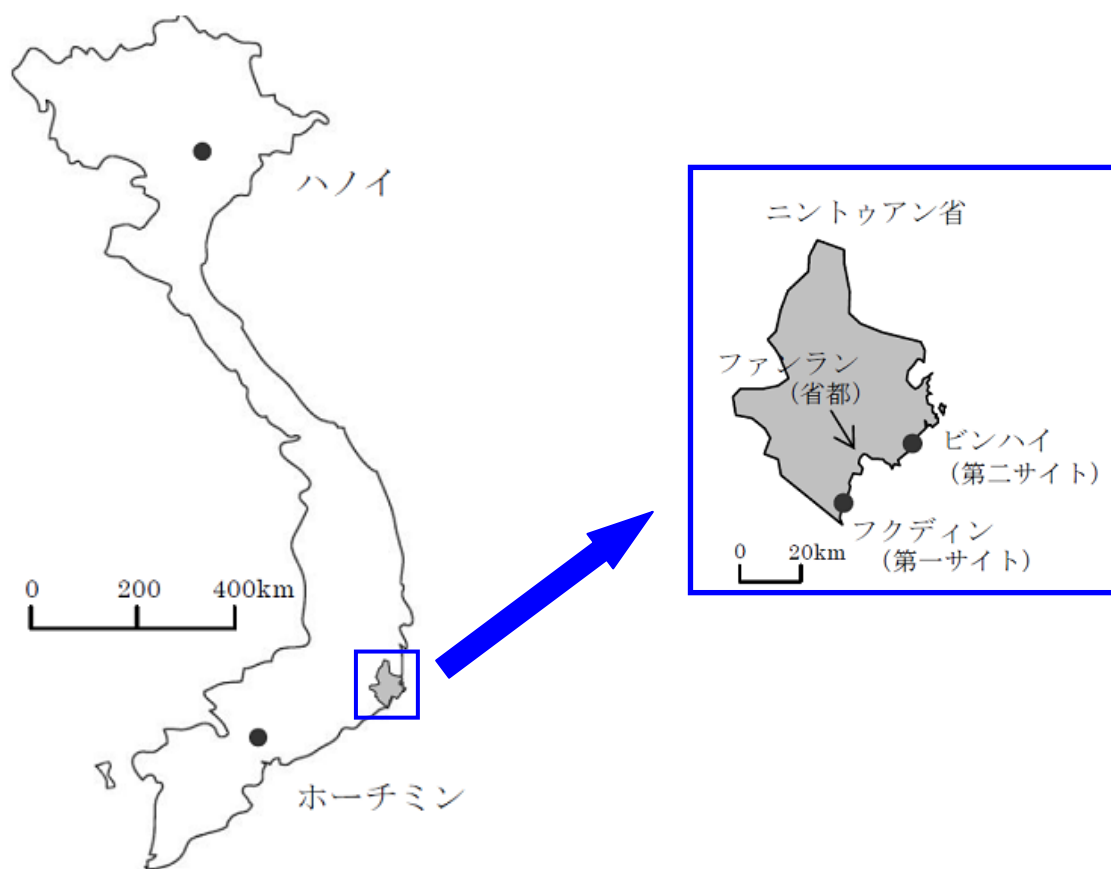 ハノイ
0 200 400km
ホーチミン
ニントゥアン省
ファンラン
(省都)
ビンハイ
(第二サイト)
フクディン
(第一サイト)
0 20km